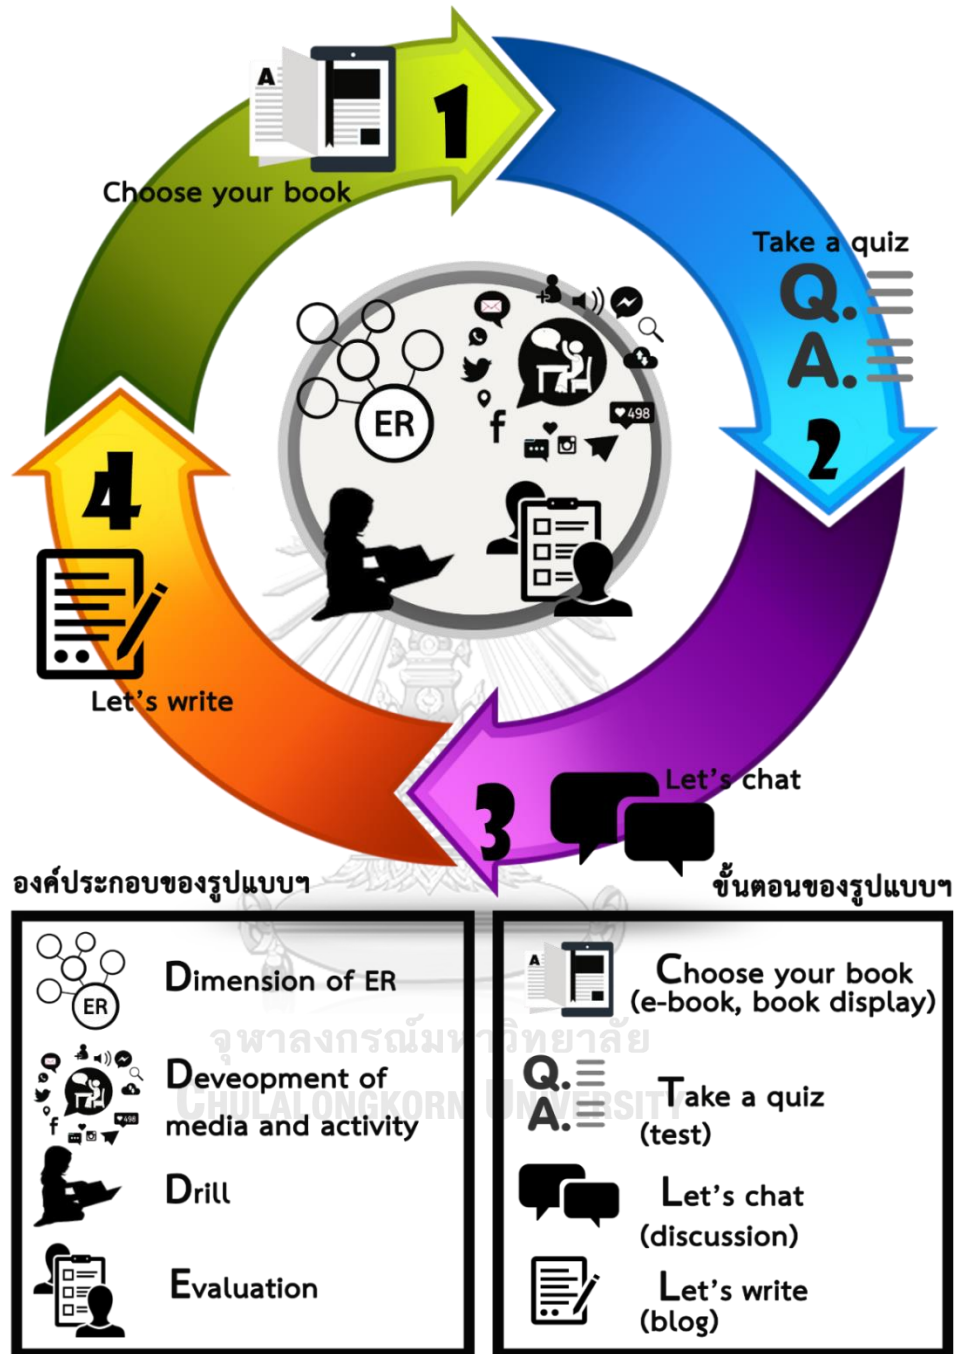 A
1
Choose your book
Take a quiz
Q.
A.
2
498
f
ER
4
Let's write
Let's chat
3
องค์ประกอบของรูปแบบฯ
ขั้นตอนของรูปแบบฯ
ER
Dimension of ER
Deveopment of
media and activity
f
498
Drill
Evaluation
A
Choose your book
(e-book, book display)
Q.
A.
Take a quiz
(test)
Let's chat
(discussion)
Let's write
(blog)
จุฬาลงกรณ์มหาวิทยาลัย
CHULALONGKORN UNIVERSITY